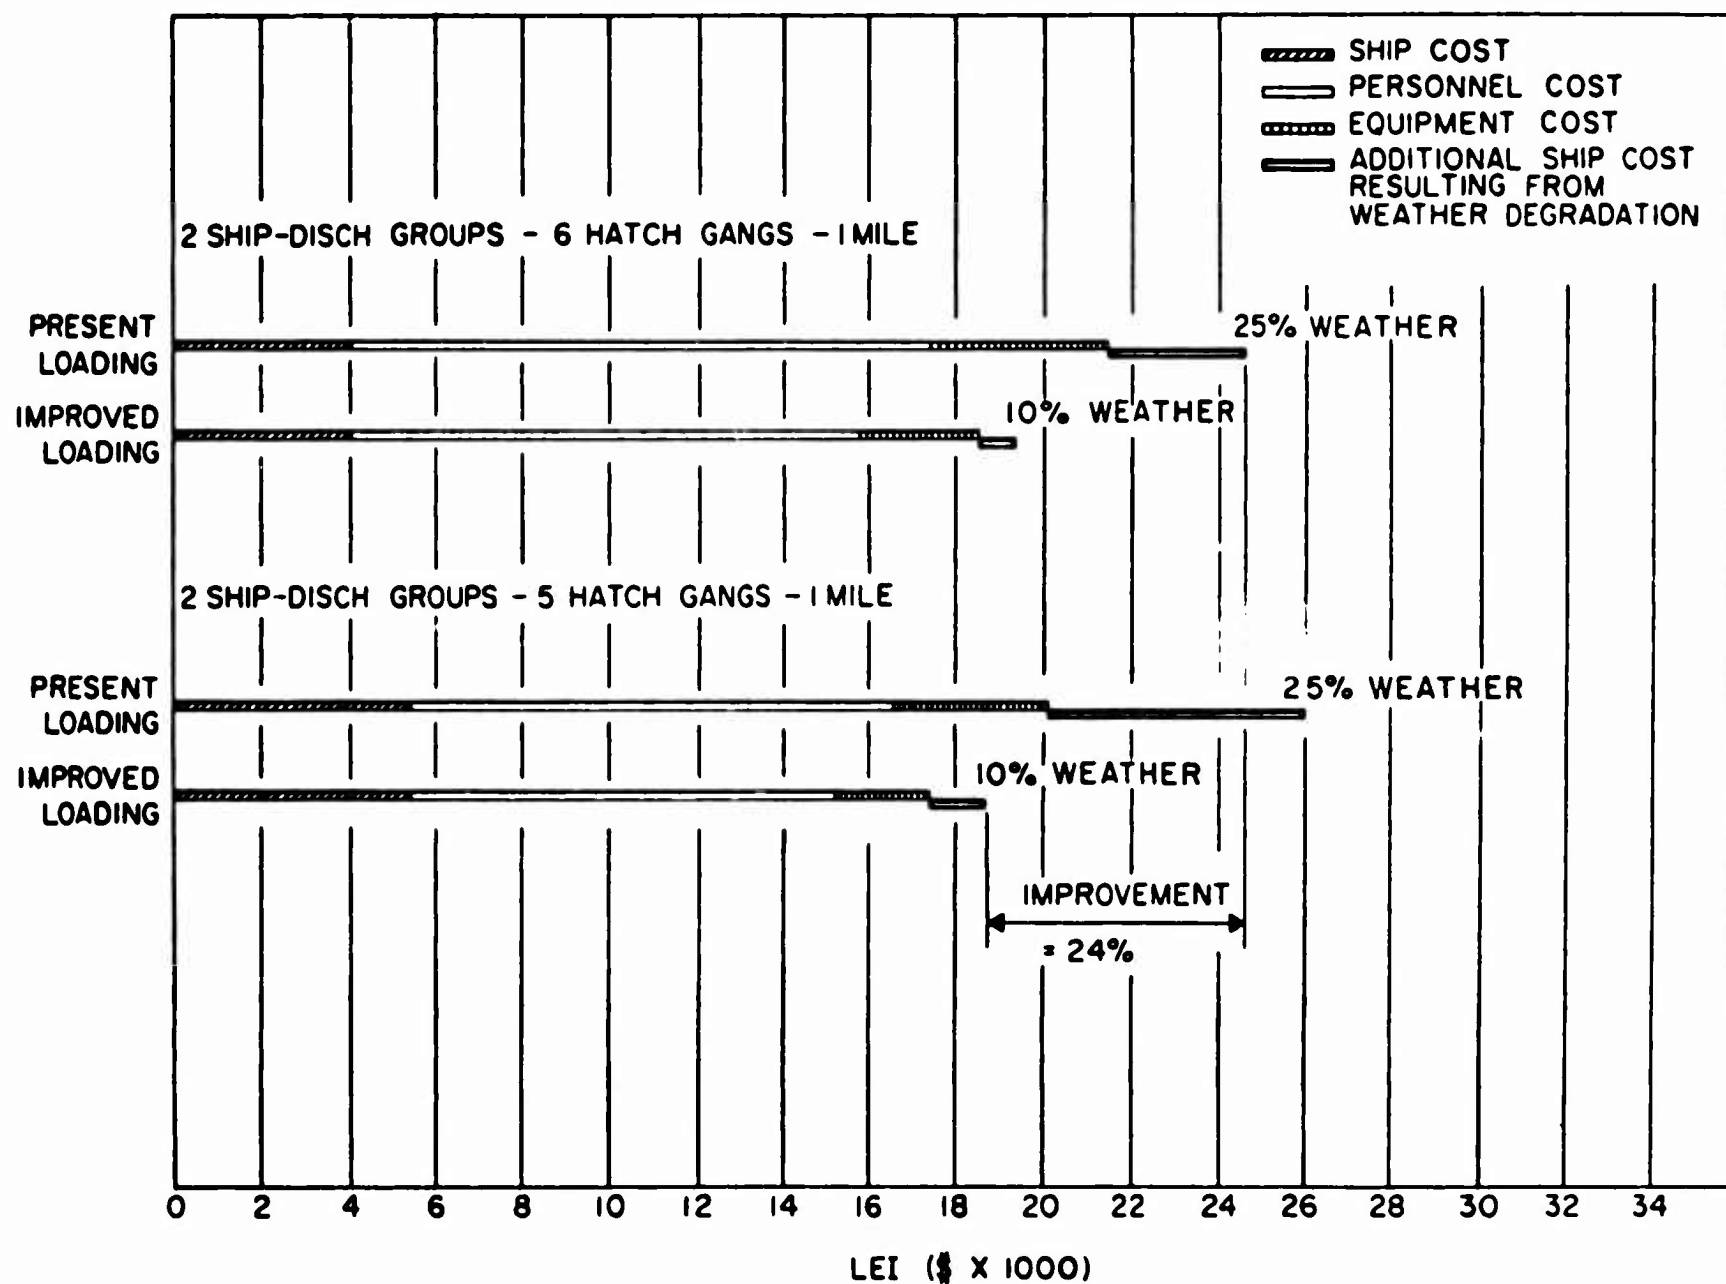 SHIP COST
PERSONNEL COST
EQUIPMENT COST
ADDITIONAL SHIP COST
RESULTING FROM
WEATHER DEGRADATION
2 SHIP-DISCH GROUPS - 6 HATCH GANGS - 1 MILE
PRESENT
LOADING
25% WEATHER
IMPROVED
LOADING
10% WEATHER
2 SHIP-DISCH GROUPS - 5 HATCH GANGS - 1 MILE
PRESENT
LOADING
25% WEATHER
IMPROVED
LOADING
10% WEATHER
IMPROVEMENT
= 24%
0 2 4 6 8 10 12 14 16 18 20 22 24 26 28 30 32 34
LEI ($ X 1000)